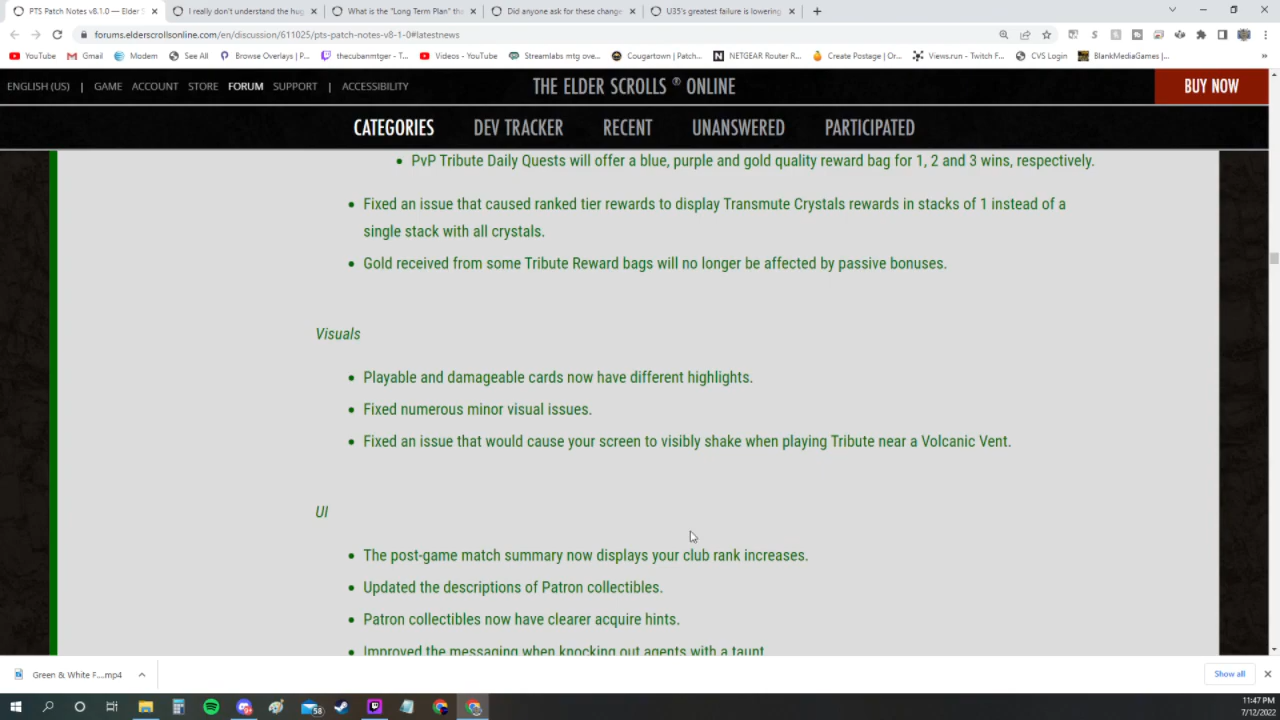 PTS Patch Notes v8.1.0 — Elder S
I really don't understand the hug
What is the "Long Term Plan" tha
Did anyone ask for these change
U35's greatest failure is lowering
forums.elderscrollsonline.com/en/discussion/611025/pts-patch-notes-v8-1-0#latestnews
YouTube
Gmail
Modem
See All
Browse Overlays | P...
thecubanmtger - T...
Videos - YouTube
Streamlabs mtg ove...
Cougartown | Patch...
NETGEAR Router R...
Create Postage | Or...
Views.run - Twitch F...
CVS Login
BlankMediaGames |...
»
ENGLISH (US) | GAME ACCOUNT STORE FORUM SUPPORT | ACCESSIBILITY
THE ELDER SCROLLS ® ONLINE
BUY NOW
CATEGORIES DEV TRACKER RECENT UNANSWERED PARTICIPATED
• PvP Tribute Daily Quests will offer a blue, purple and gold quality reward bag for 1, 2 and 3 wins, respectively.
• Fixed an issue that caused ranked tier rewards to display Transmute Crystals rewards in stacks of 1 instead of a
single stack with all crystals.
• Gold received from some Tribute Reward bags will no longer be affected by passive bonuses.
Visuals
• Playable and damageable cards now have different highlights.
• Fixed numerous minor visual issues.
• Fixed an issue that would cause your screen to visibly shake when playing Tribute near a Volcanic Vent.
UI
• The post-game match summary now displays your club rank increases.
• Updated the descriptions of Patron collectibles.
• Patron collectibles now have clearer acquire hints.
• Improved the messaging when knocking out agents with a taunt.
Green & White F....mp4
Show all
58
11:47 PM
7/12/2022